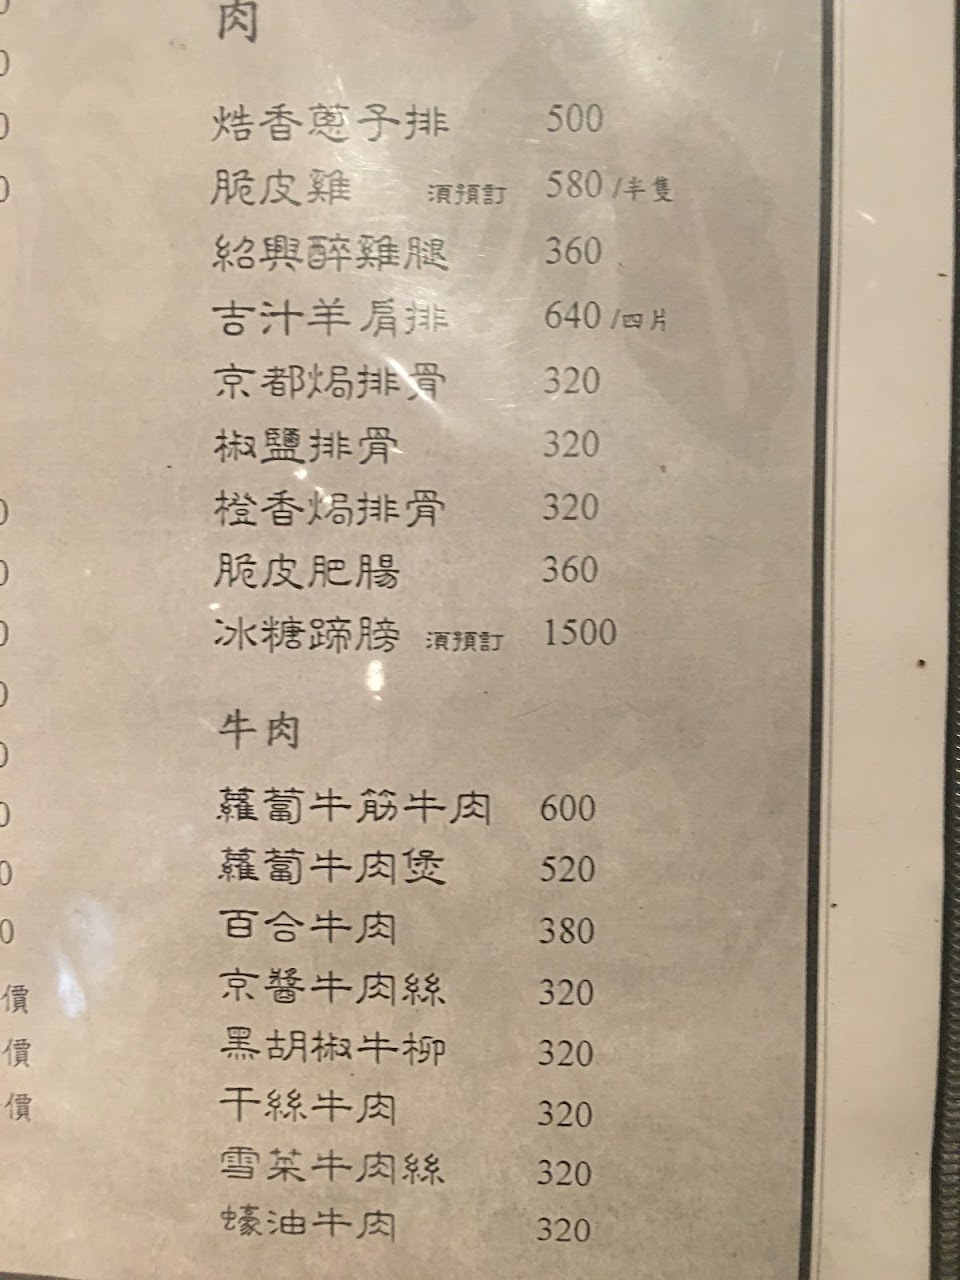 肉
焅香蔥子排 500
脆皮雞 須預訂 580 /半隻
紹興醉雞腿 360
吉汁羊肩排 640 /四片
京都焗排骨 320
椒鹽排骨 320
橙香焗排骨 320
脆皮肥腸 360
冰糖蹄膀 須預訂 1500
牛肉
蘿蔔牛筋牛肉 600
蘿蔔牛肉煲 520
百合牛肉 380
京醬牛肉絲 320
價
黑胡椒牛柳 320
價
干絲牛肉 320
價
雪菜牛肉絲 320
蠔油牛肉 320